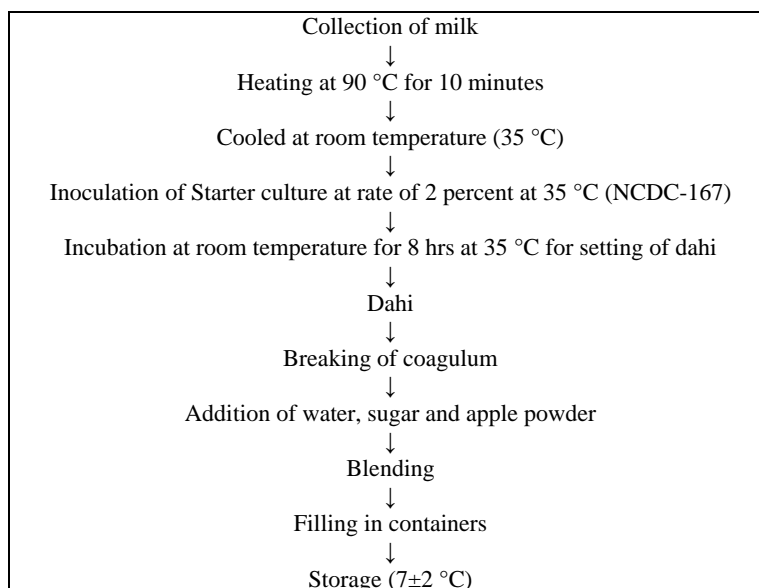 Collection of milk
↓
Heating at 90 °C for 10 minutes
↓
Cooled at room temperature (35 °C)
↓
Inoculation of Starter culture at rate of 2 percent at 35 °C (NCDC-167)
↓
Incubation at room temperature for 8 hrs at 35 °C for setting of dahi
↓
Dahi
↓
Breaking of coagulum
↓
Addition of water, sugar and apple powder
↓
Blending
↓
Filling in containers
↓
Storage (7±2 °C)